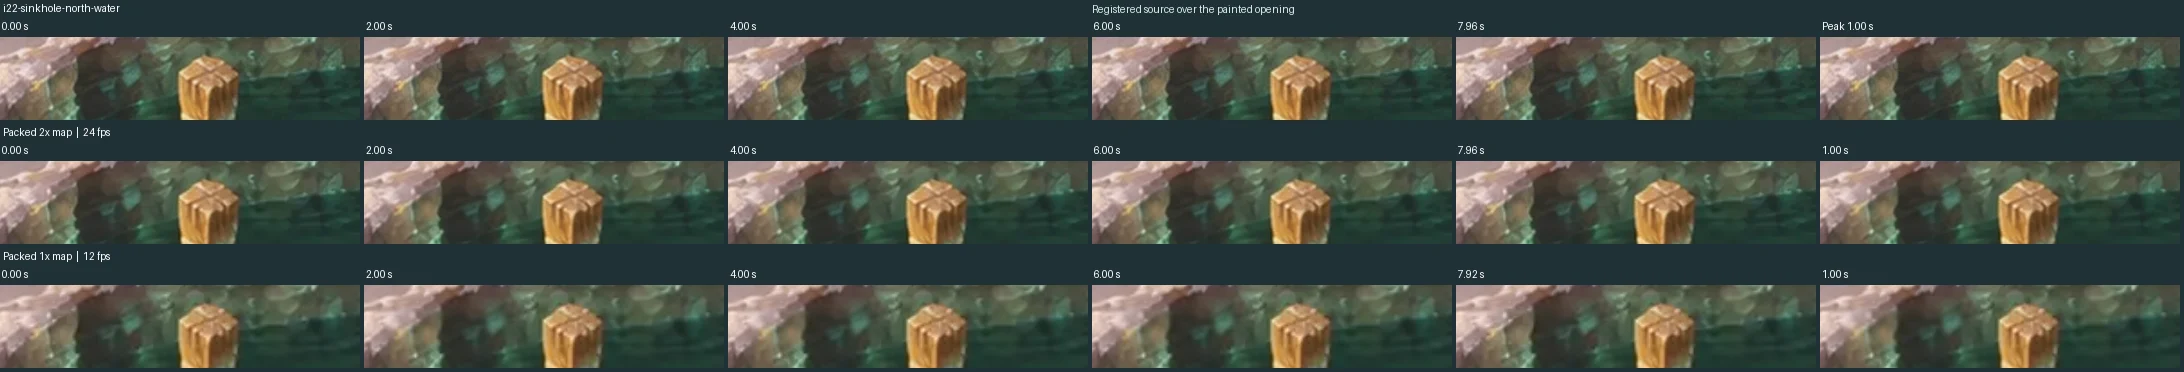 i22-sinkhole-north-water
Registered source over the painted opening
0.00 s 2.00 s 4.00 s 6.00 s 7.96 s Peak 1.00 s
Packed 2x map | 24 fps
0.00 s 2.00 s 4.00 s 6.00 s 7.96 s 1.00 s
Packed 1x map | 12 fps
0.00 s 2.00 s 4.00 s 6.00 s 7.92 s 1.00 s